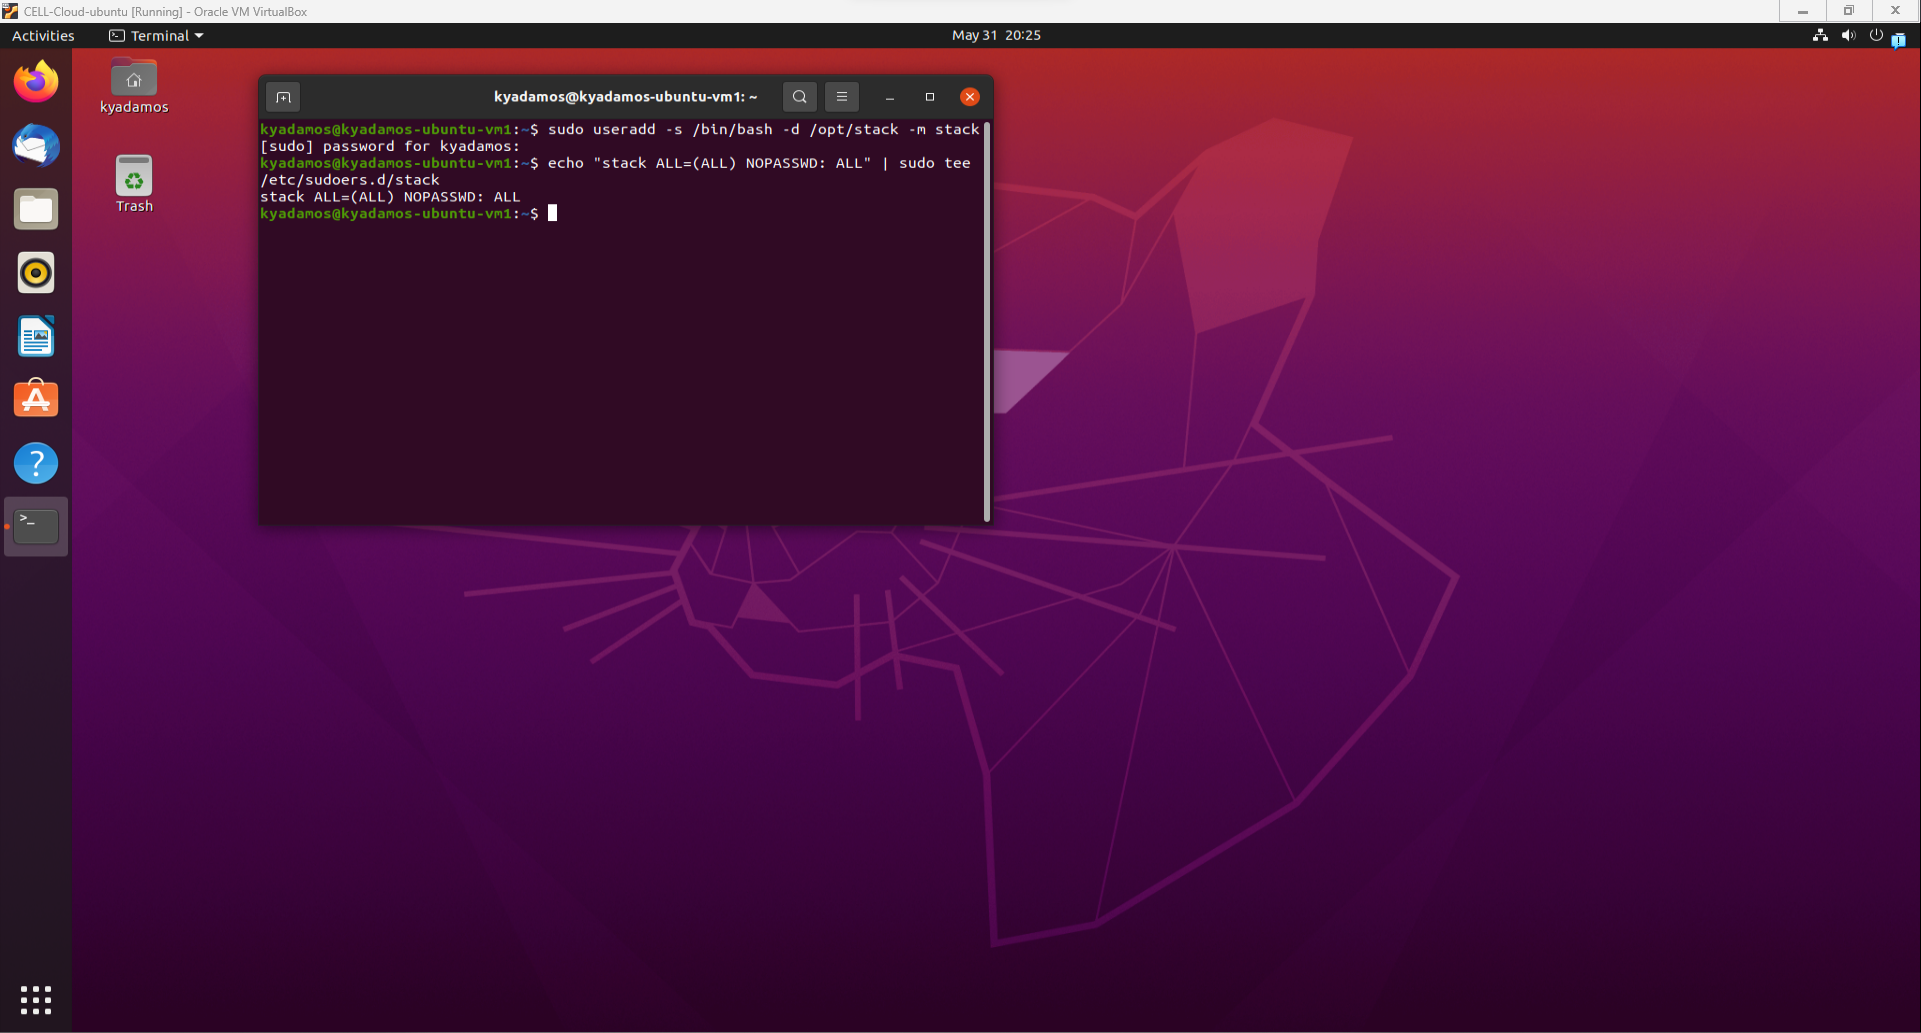 CELL-Cloud-ubuntu [Running] - Oracle VM VirtualBox
Activities
Terminal
May 31 20:25
kyadamos
Trash
kyadamos@kyadamos-ubuntu-vm1: ~
kyadamos@kyadamos-ubuntu-vm1:~$ sudo useradd -s /bin/bash -d /opt/stack -m stack
[sudo] password for kyadamos:
kyadamos@kyadamos-ubuntu-vm1:~$ echo "stack ALL=(ALL) NOPASSWD: ALL" | sudo tee
/etc/sudoers.d/stack
stack ALL=(ALL) NOPASSWD: ALL
kyadamos@kyadamos-ubuntu-vm1:~$